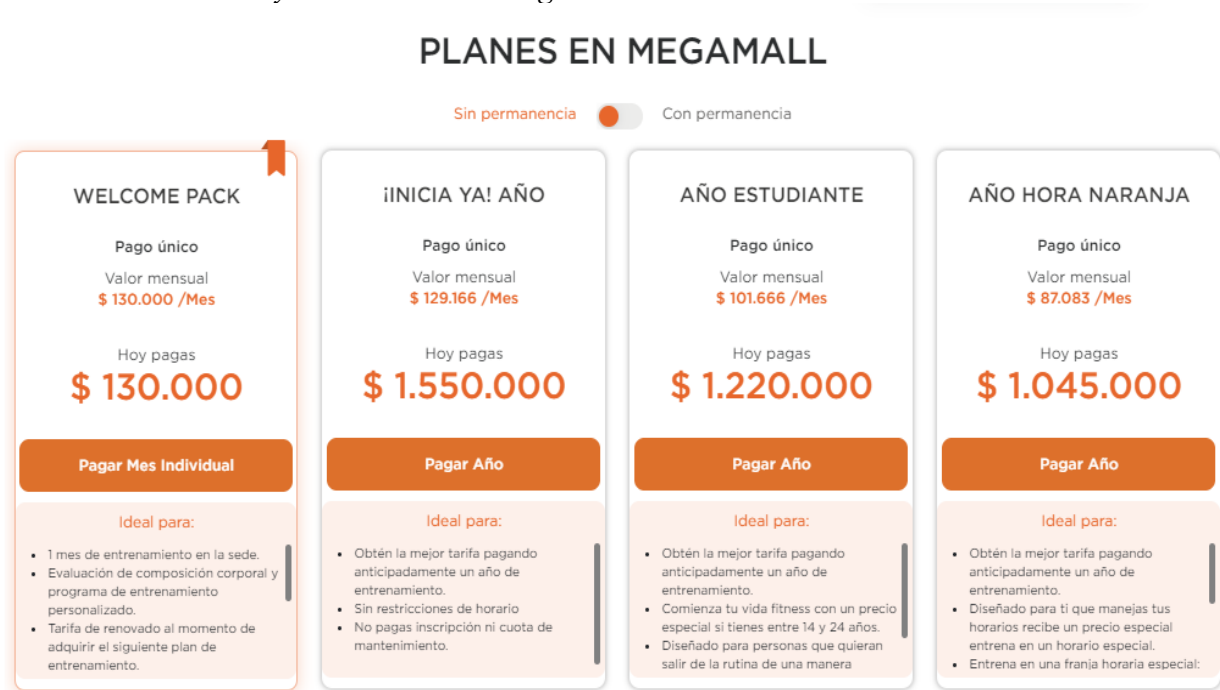 PLANES EN MEGAMALL
Sin permanencia
Con permanencia
WELCOME PACK
Pago único
Valor mensual
$ 130.000 /Mes
Hoy pagas
$ 130.000
Pagar Mes Individual
Ideal para:
• 1 mes de entrenamiento en la sede.
• Evaluación de composición corporal y
programa de entrenamiento
personalizado.
• Tarifa de renovado al momento de
adquirir el siguiente plan de
entrenamiento.
¡INICIA YA! AÑO
Pago único
Valor mensual
$ 129.166 /Mes
Hoy pagas
$ 1.550.000
Pagar Año
Ideal para:
• Obtén la mejor tarifa pagando
anticipadamente un año de
entrenamiento.
• Sin restricciones de horario
• No pagas inscripción ni cuota de
mantenimiento.
AÑO ESTUDIANTE
Pago único
Valor mensual
$ 101.666 /Mes
Hoy pagas
$ 1.220.000
Pagar Año
Ideal para:
• Obtén la mejor tarifa pagando
anticipadamente un año de
entrenamiento.
• Comienza tu vida fitness con un precio
especial si tienes entre 14 y 24 años.
• Diseñado para personas que quieran
salir de la rutina de una manera
AÑO HORA NARANJA
Pago único
Valor mensual
$ 87.083 /Mes
Hoy pagas
$ 1.045.000
Pagar Año
Ideal para:
• Obtén la mejor tarifa pagando
anticipadamente un año de
entrenamiento.
• Diseñado para ti que manejas tus
horarios recibe un precio especial
entrena en un horario especial.
• Entrena en una franja horaria especial: